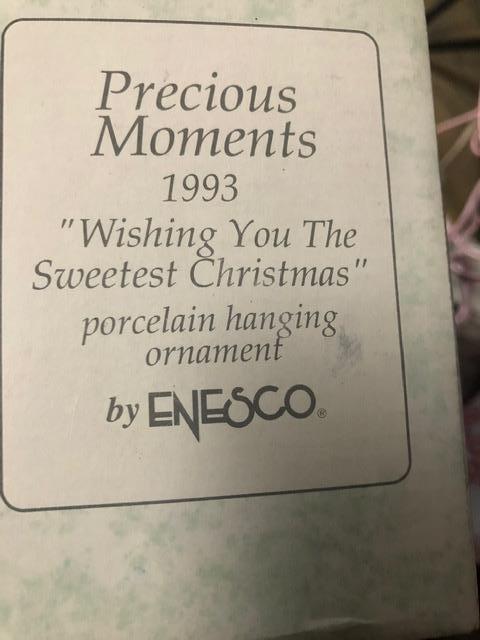 Precious
Moments
1993
"Wishing You The
Sweetest Christmas"
porcelain hanging
ornament
by ENESCO®